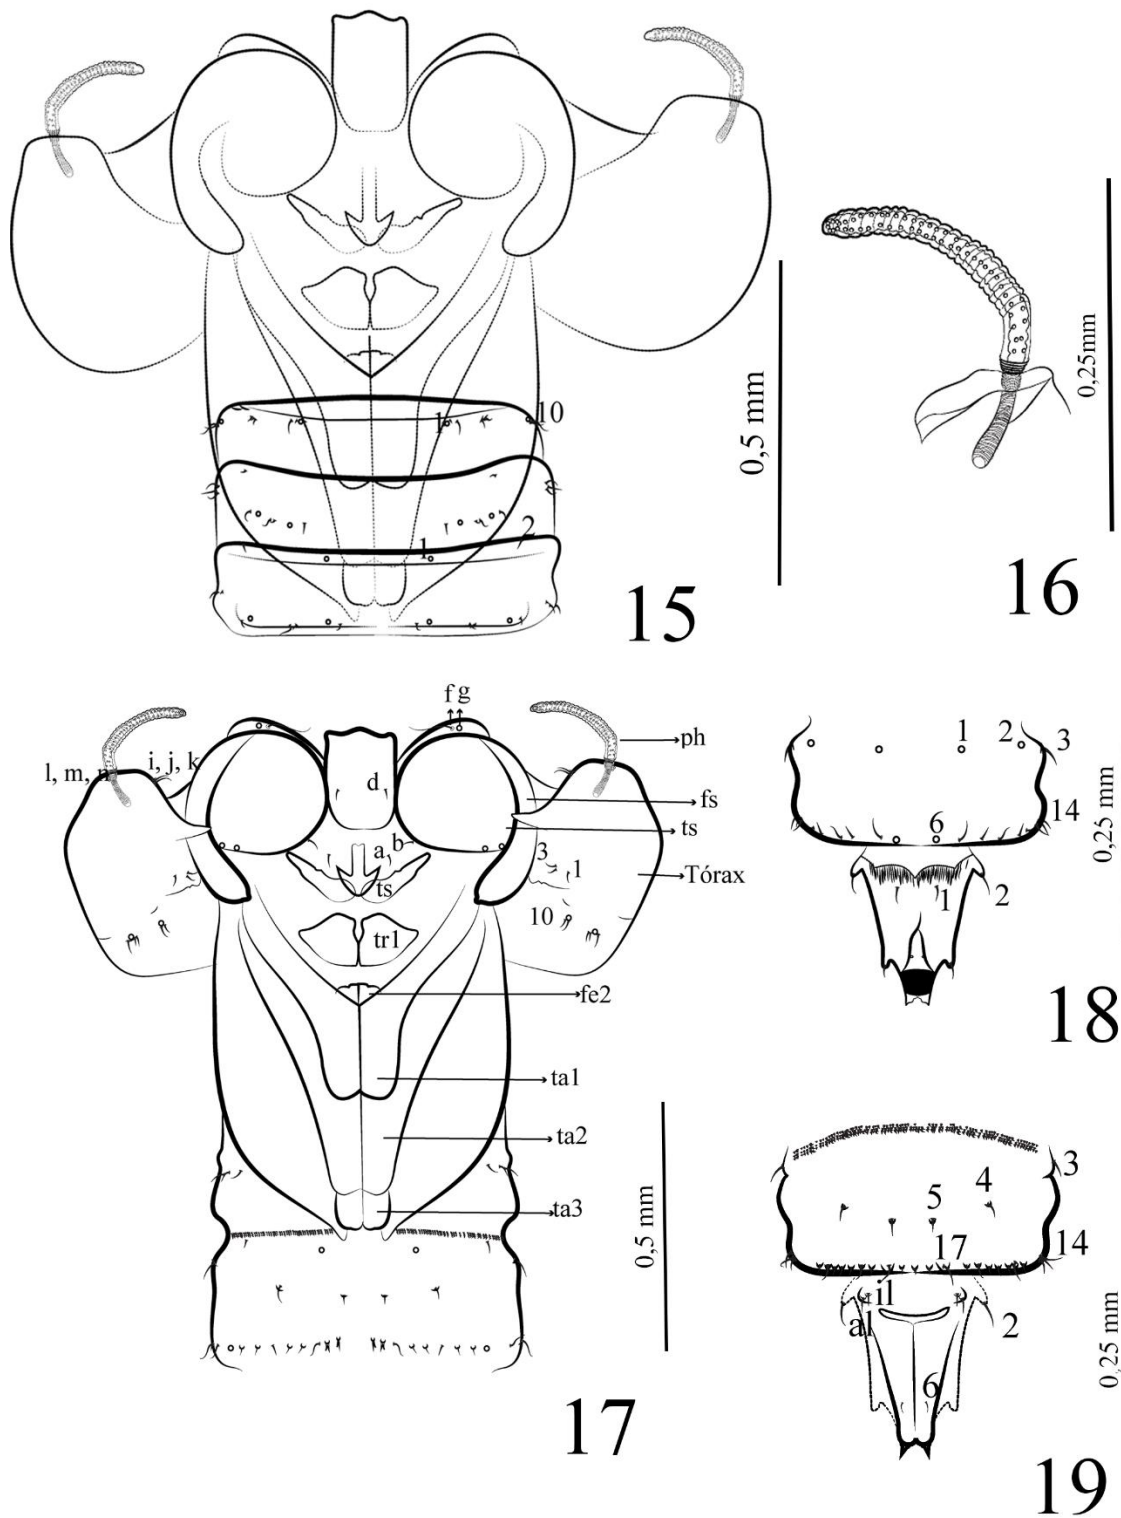 10
1
2
1
0,5 mm
15
0,25mm
16
f g
i, j, k
l, m, n
ph
d
fs
ts
a, b
3
1
ts
Tórax
10
tr1
fe2
ta1
ta2
ta3
0,5 mm
17
1
2
3
6
14
1
2
0,25 mm
18
3
4
5
17
14
il
al
2
6
0,25 mm
19